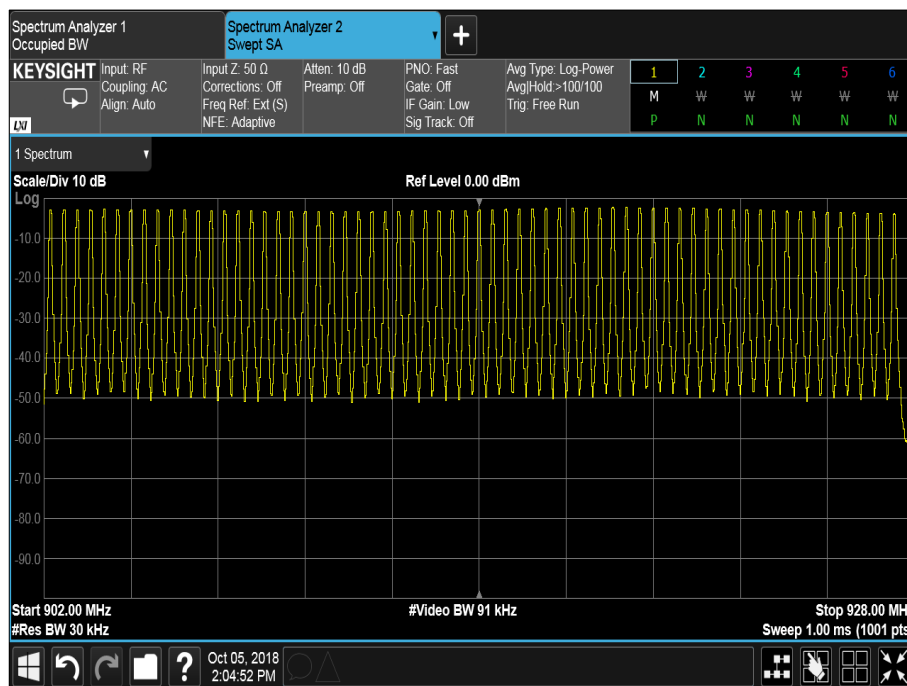 Spectrum Analyzer 1
Occupied BW
Spectrum Analyzer 2
Swept SA
KEYSIGHT
LXI
Input: RF
Coupling: AC
Align: Auto
Input Z: 50 Ω
Corrections: Off
Freq Ref: Ext (S)
NFE: Adaptive
Atten: 10 dB
Preamp: Off
PNO: Fast
Gate: Off
IF Gain: Low
Sig Track: Off
Avg Type: Log-Power
Avg|Hold:>100/100
Trig: Free Run
1 2 3 4 5 6
M W W W W W
P N N N N N
1 Spectrum
Scale/Div 10 dB
Ref Level 0.00 dBm
Log
-10.0
-20.0
-30.0
-40.0
-50.0
-60.0
-70.0
-80.0
-90.0
Start 902.00 MHz
#Video BW 91 kHz
Stop 928.00 MH
#Res BW 30 kHz
Sweep 1.00 ms (1001 pts
?
Oct 05, 2018
2:04:52 PM